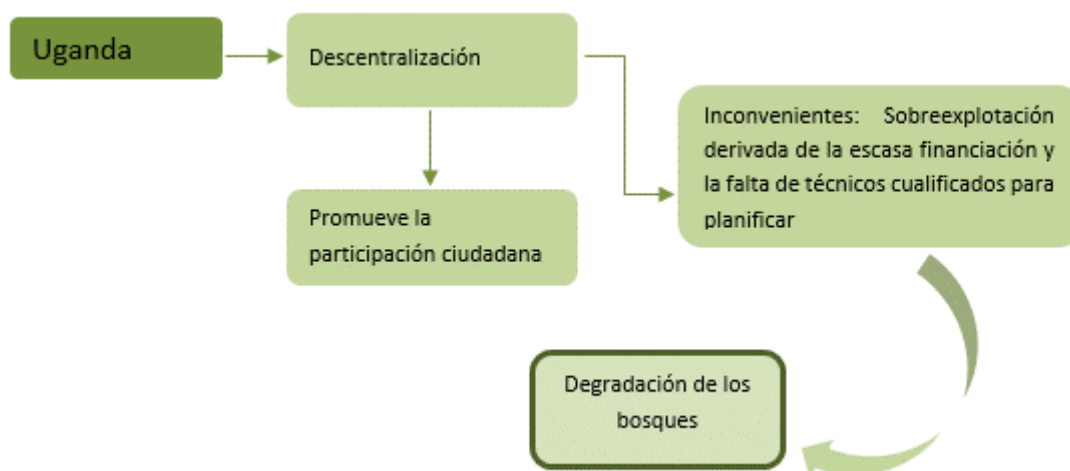 Uganda
Descentralización
Promueve la
participación ciudadana
Inconvenientes: Sobreexplotación
derivada de la escasa financiación y
la falta de técnicos cualificados para
planificar
Degradación de los
bosques